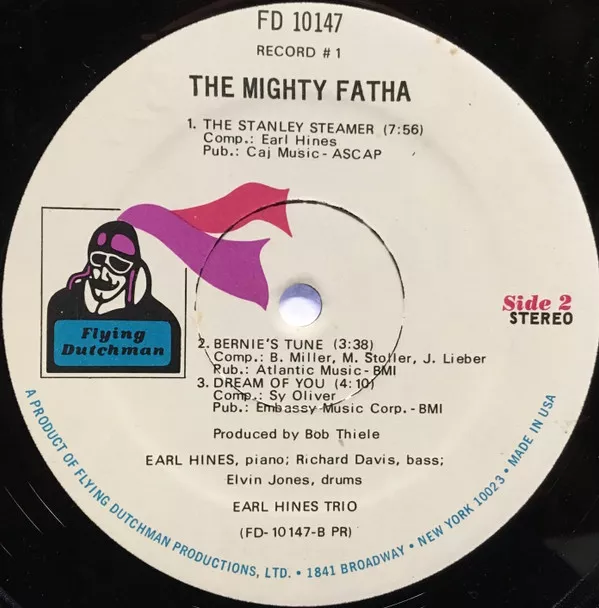 FD 10147
RECORD #1
THE MIGHTY FATHA
1. THE STANLEY STEAMER (7:56)
Comp.: Earl Hines
Pub.: Caj Music - ASCAP
Flying
Dutchman
Side 2
STEREO
2. BERNIE'S TUNE (3:38)
Comp.: B. Miller, M. Stoller, J. Lieber
Pub.: Atlantic Music - BMI
3. DREAM OF YOU (4:10)
Comp.: Sy Oliver
Pub.: Embassy Music Corp. - BMI
Produced by Bob Thiele
EARL HINES, piano; Richard Davis, bass;
Elvin Jones, drums
EARL HINES TRIO
(FD-10147-B PR)
A PRODUCT OF FLYING DUTCHMAN PRODUCTIONS, LTD. • 1841 BROADWAY • NEW YORK 10023 • MADE IN USA